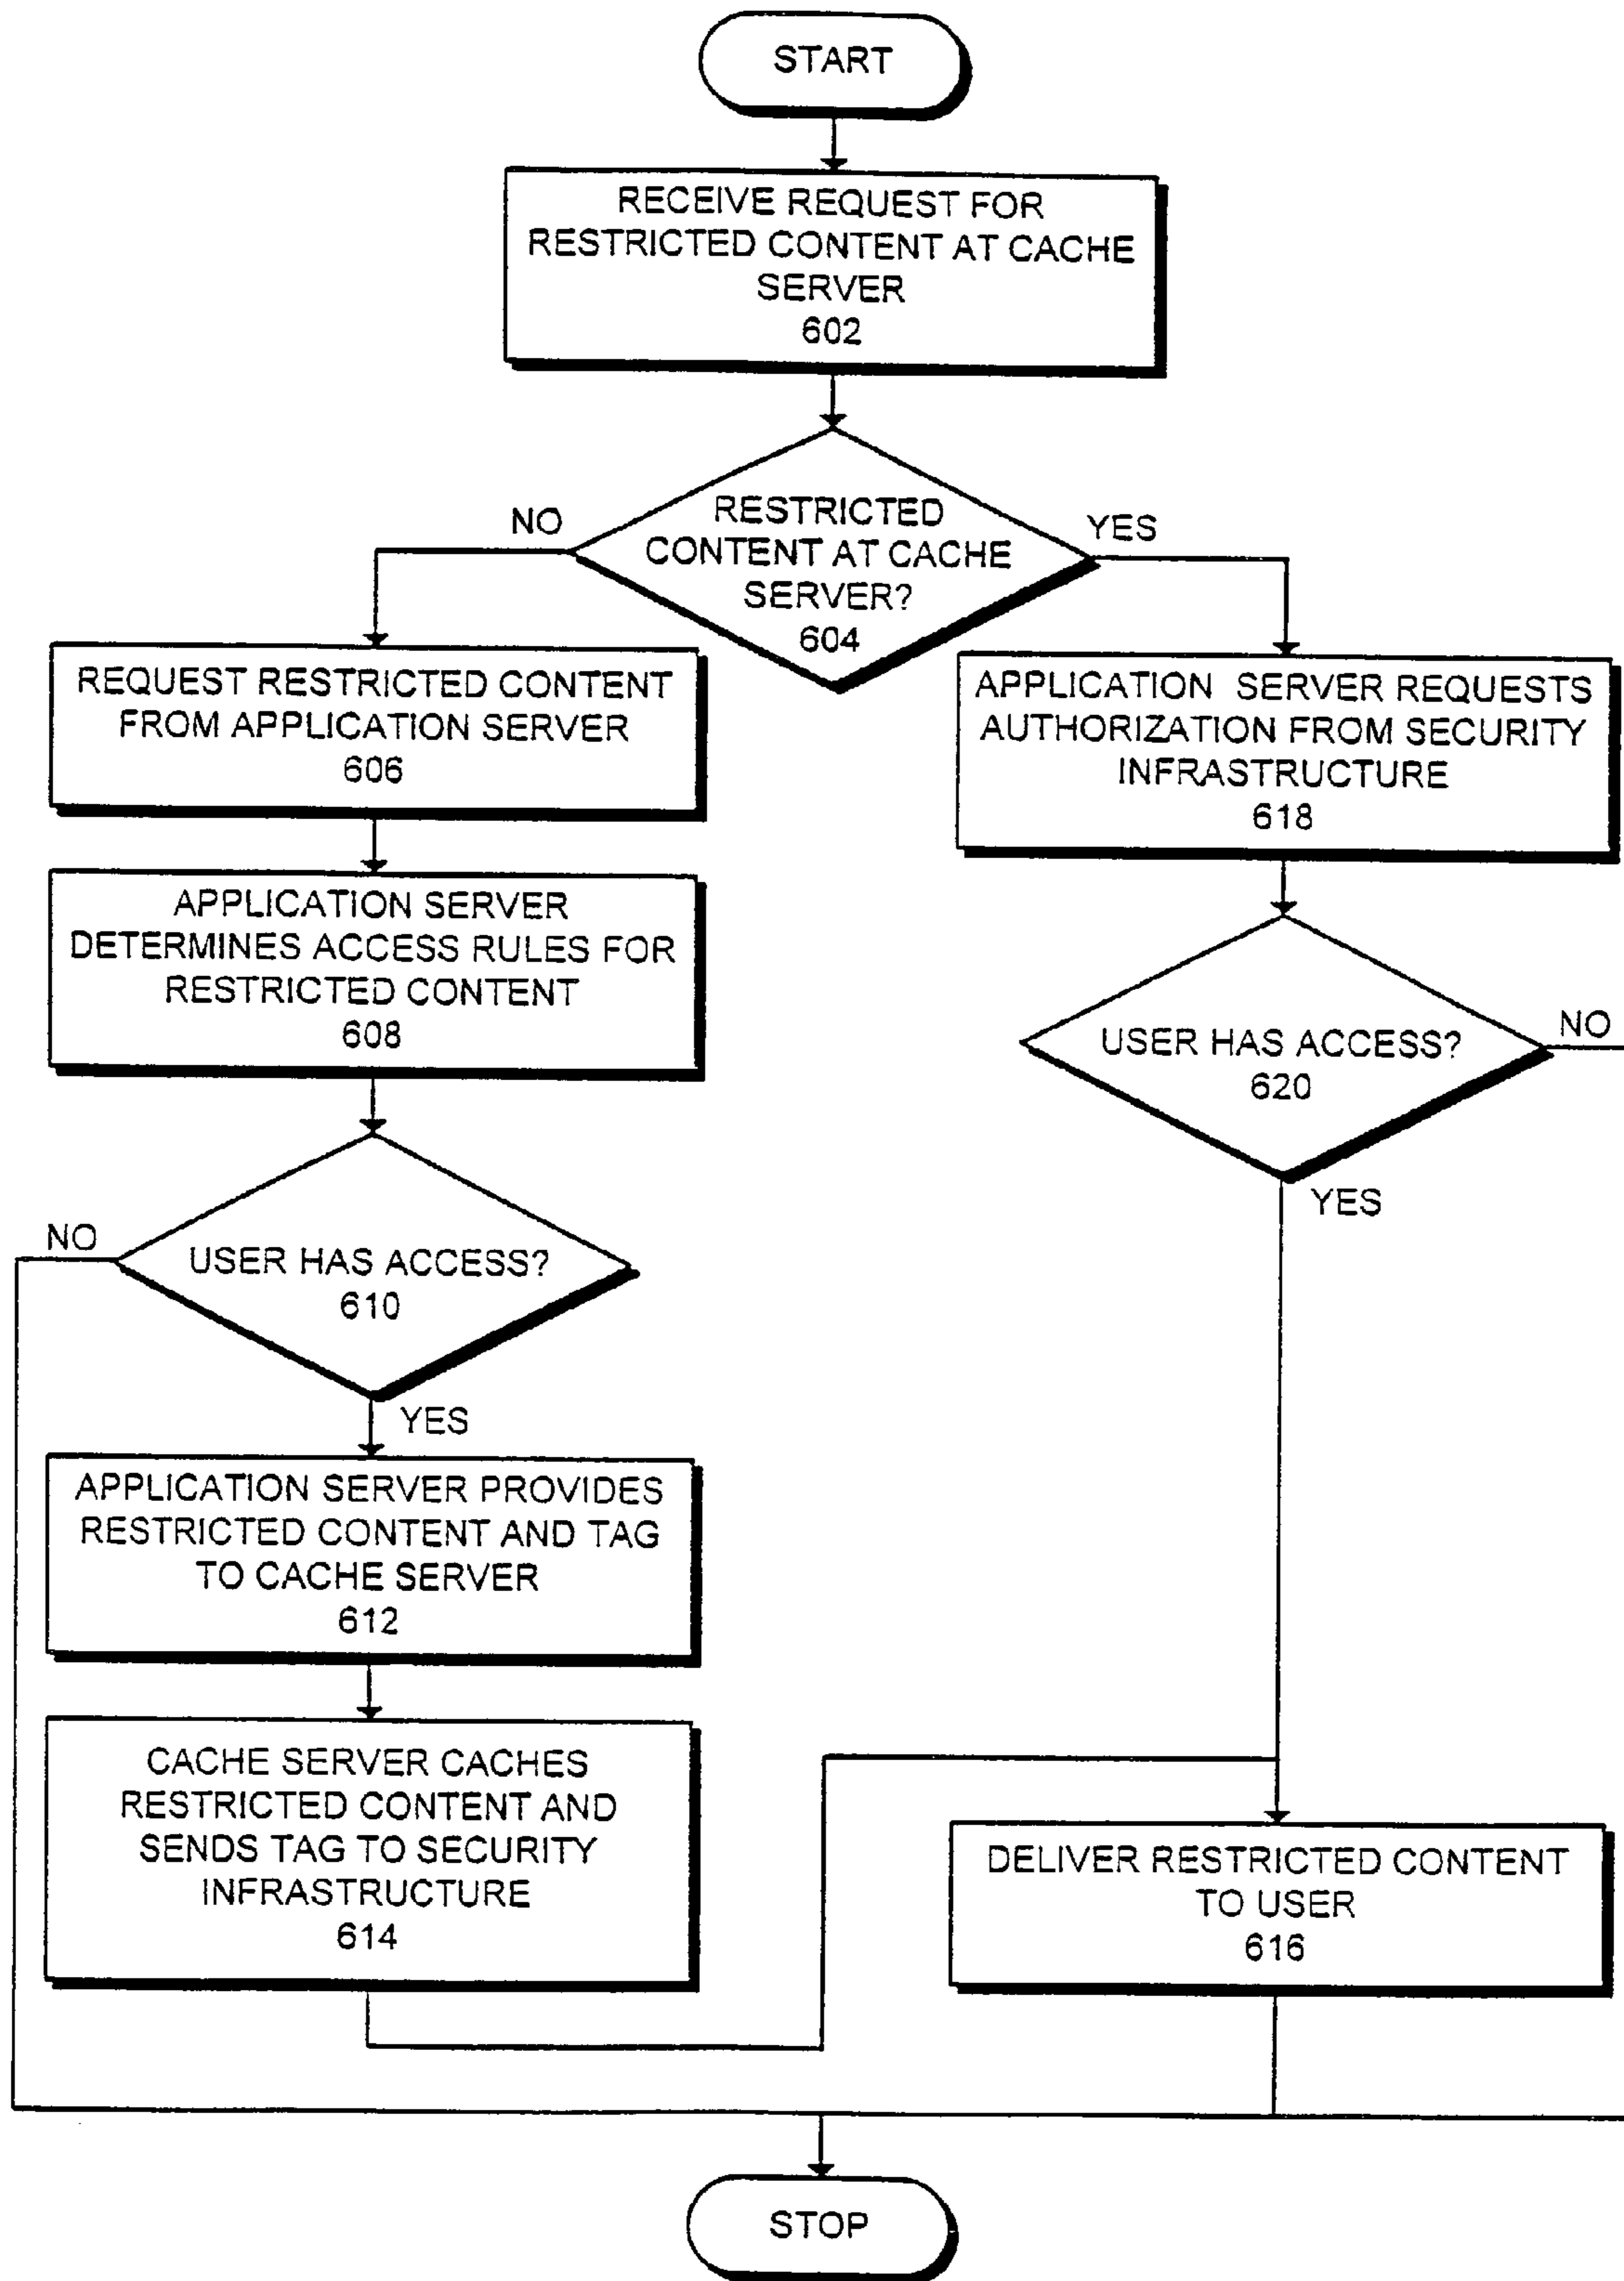 START
RECEIVE REQUEST FOR
RESTRICTED CONTENT AT CACHE
SERVER
602
RESTRICTED
CONTENT AT CACHE
SERVER?
604
NO
YES
REQUEST RESTRICTED CONTENT
FROM APPLICATION SERVER
606
APPLICATION SERVER
DETERMINES ACCESS RULES FOR
RESTRICTED CONTENT
608
USER HAS ACCESS?
610
NO
YES
APPLICATION SERVER PROVIDES
RESTRICTED CONTENT AND TAG
TO CACHE SERVER
612
CACHE SERVER CACHES
RESTRICTED CONTENT AND
SENDS TAG TO SECURITY
INFRASTRUCTURE
614
APPLICATION SERVER REQUESTS
AUTHORIZATION FROM SECURITY
INFRASTRUCTURE
618
USER HAS ACCESS?
620
NO
YES
DELIVER RESTRICTED CONTENT
TO USER
616
STOP